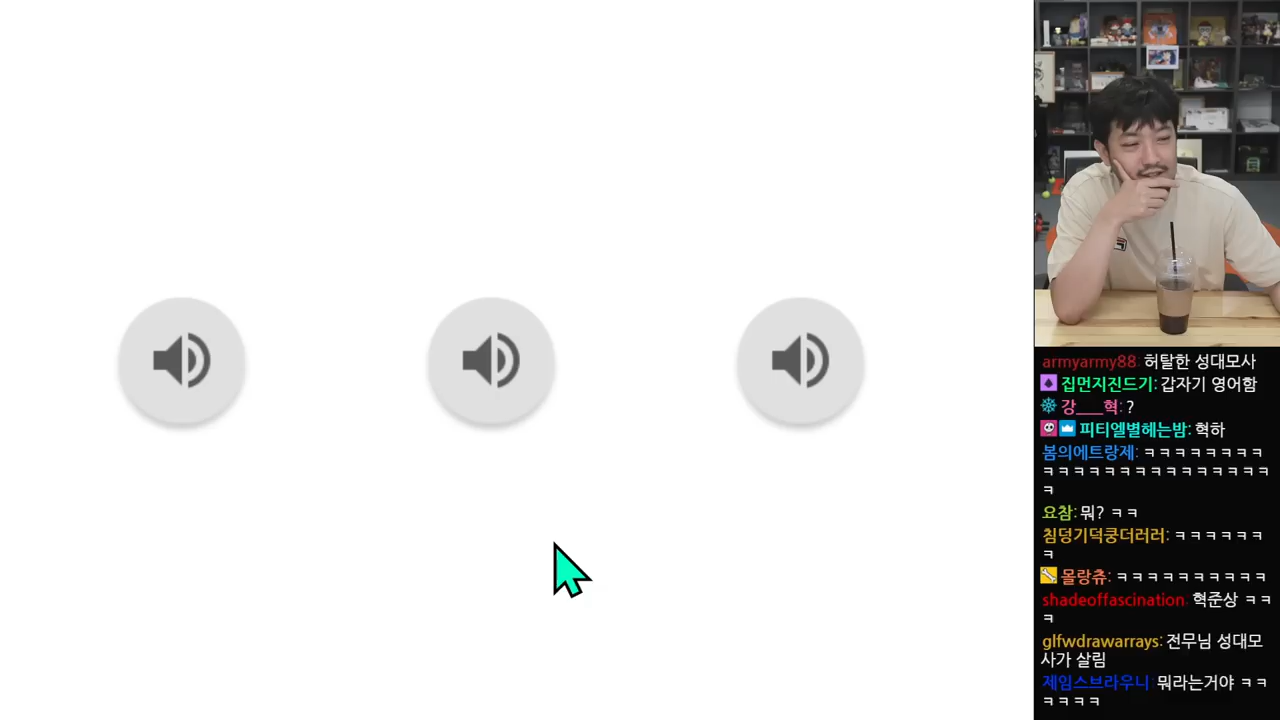 armyarmy88: 허탈한 성대모사
집먼지진드기: 갑자기 영어함
강___혁: ?
피티엘별헤는밤: 혁하
봄의에트랑제: ㅋㅋㅋㅋㅋㅋㅋㅋ
ㅋㅋㅋㅋㅋㅋㅋㅋㅋㅋㅋㅋㅋㅋㅋ
ㅋ
요참: 뭐? ㅋㅋ
침덩기덕쿵더러러: ㅋㅋㅋㅋㅋㅋ
ㅋ
몰랑츄: ㅋㅋㅋㅋㅋㅋㅋㅋㅋㅋ
shadeoffascination: 혁준상 ㅋㅋ
ㅋ
glfwdrawarrays: 전무님 성대모
사가 살림
제임스브라우니: 뭐라는거야 ㅋㅋ
ㅋㅋㅋㅋ